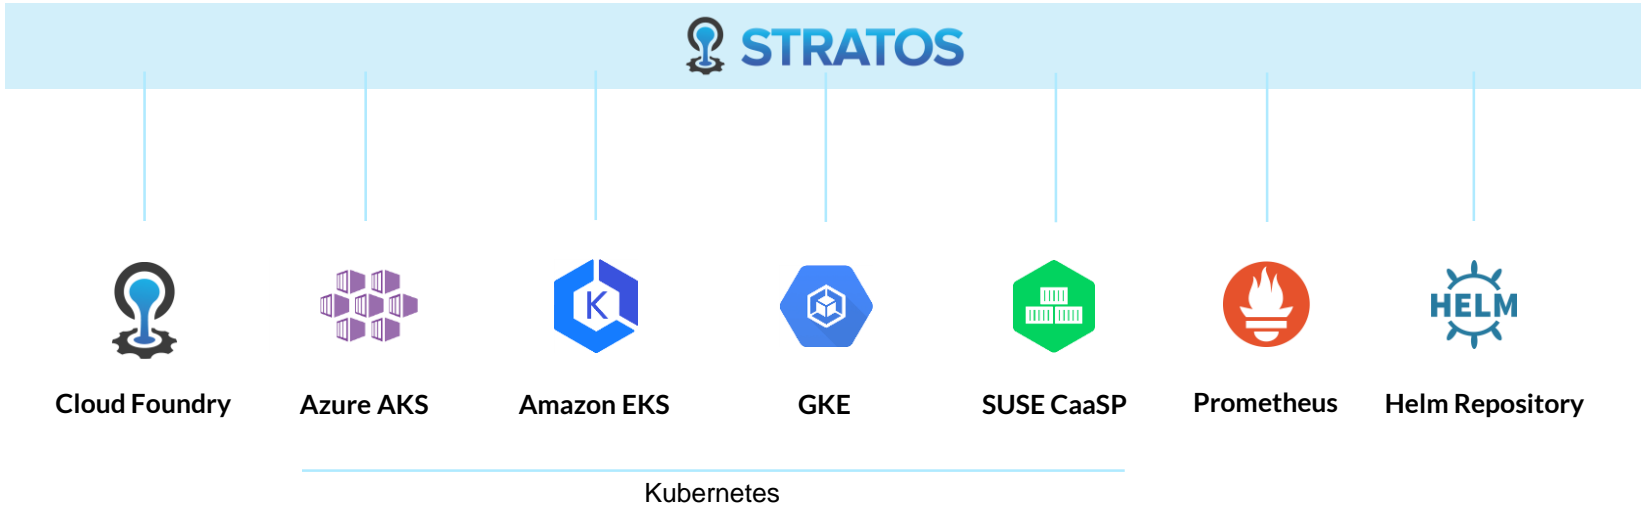 STRATOS
K
HELM
Cloud Foundry
Azure AKS
Amazon EKS
GKE
SUSE CaaSP
Prometheus
Helm Repository
Kubernetes